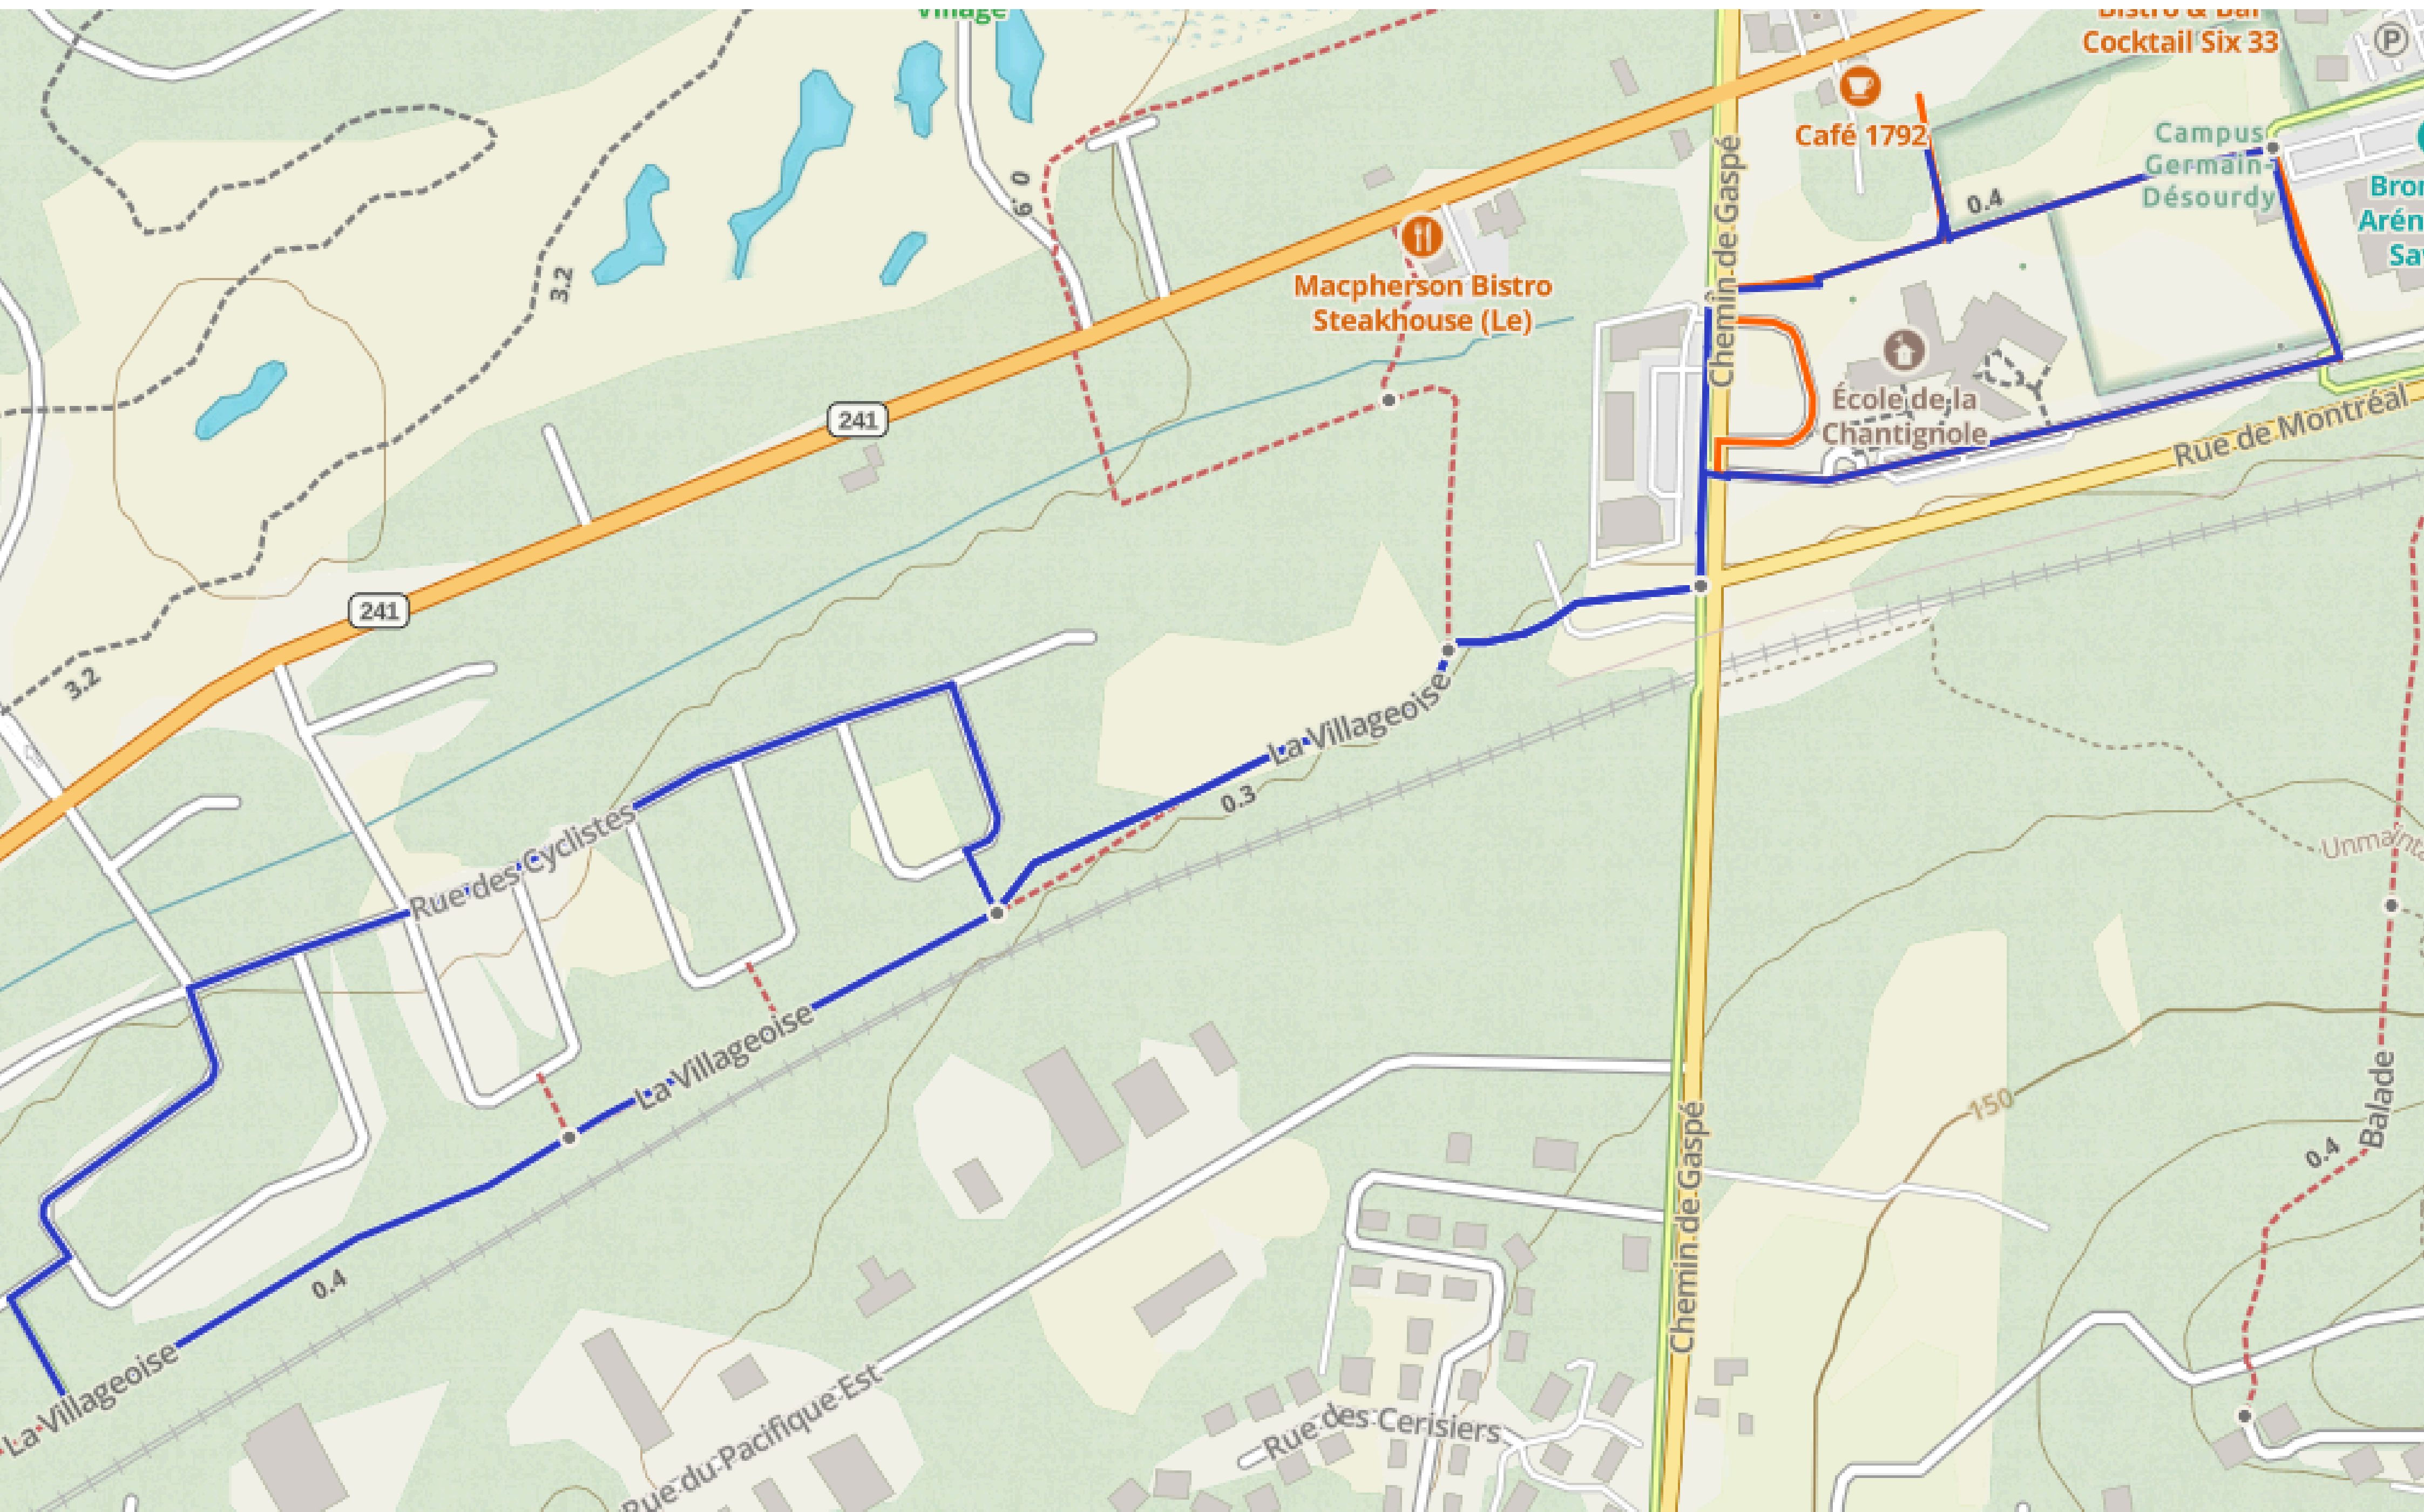 Village
Bistro & Bar
Cocktail Six 33
P
Café 1792
Campus
Germain-
Désourdy
0.4
Chemin de Gaspé
0.9
3.2
Macpherson Bistro
Steakhouse (Le)
École de la
Chantignole
Rue de Montréal
241
241
3.2
La Villageoise
0.3
Rue des Cyclistes
La Villageoise
150
Balade
0.4
0.4
Chemin de Gaspé
La Villageoise
Rue du Pacifique Est
Rue des Cerisiers